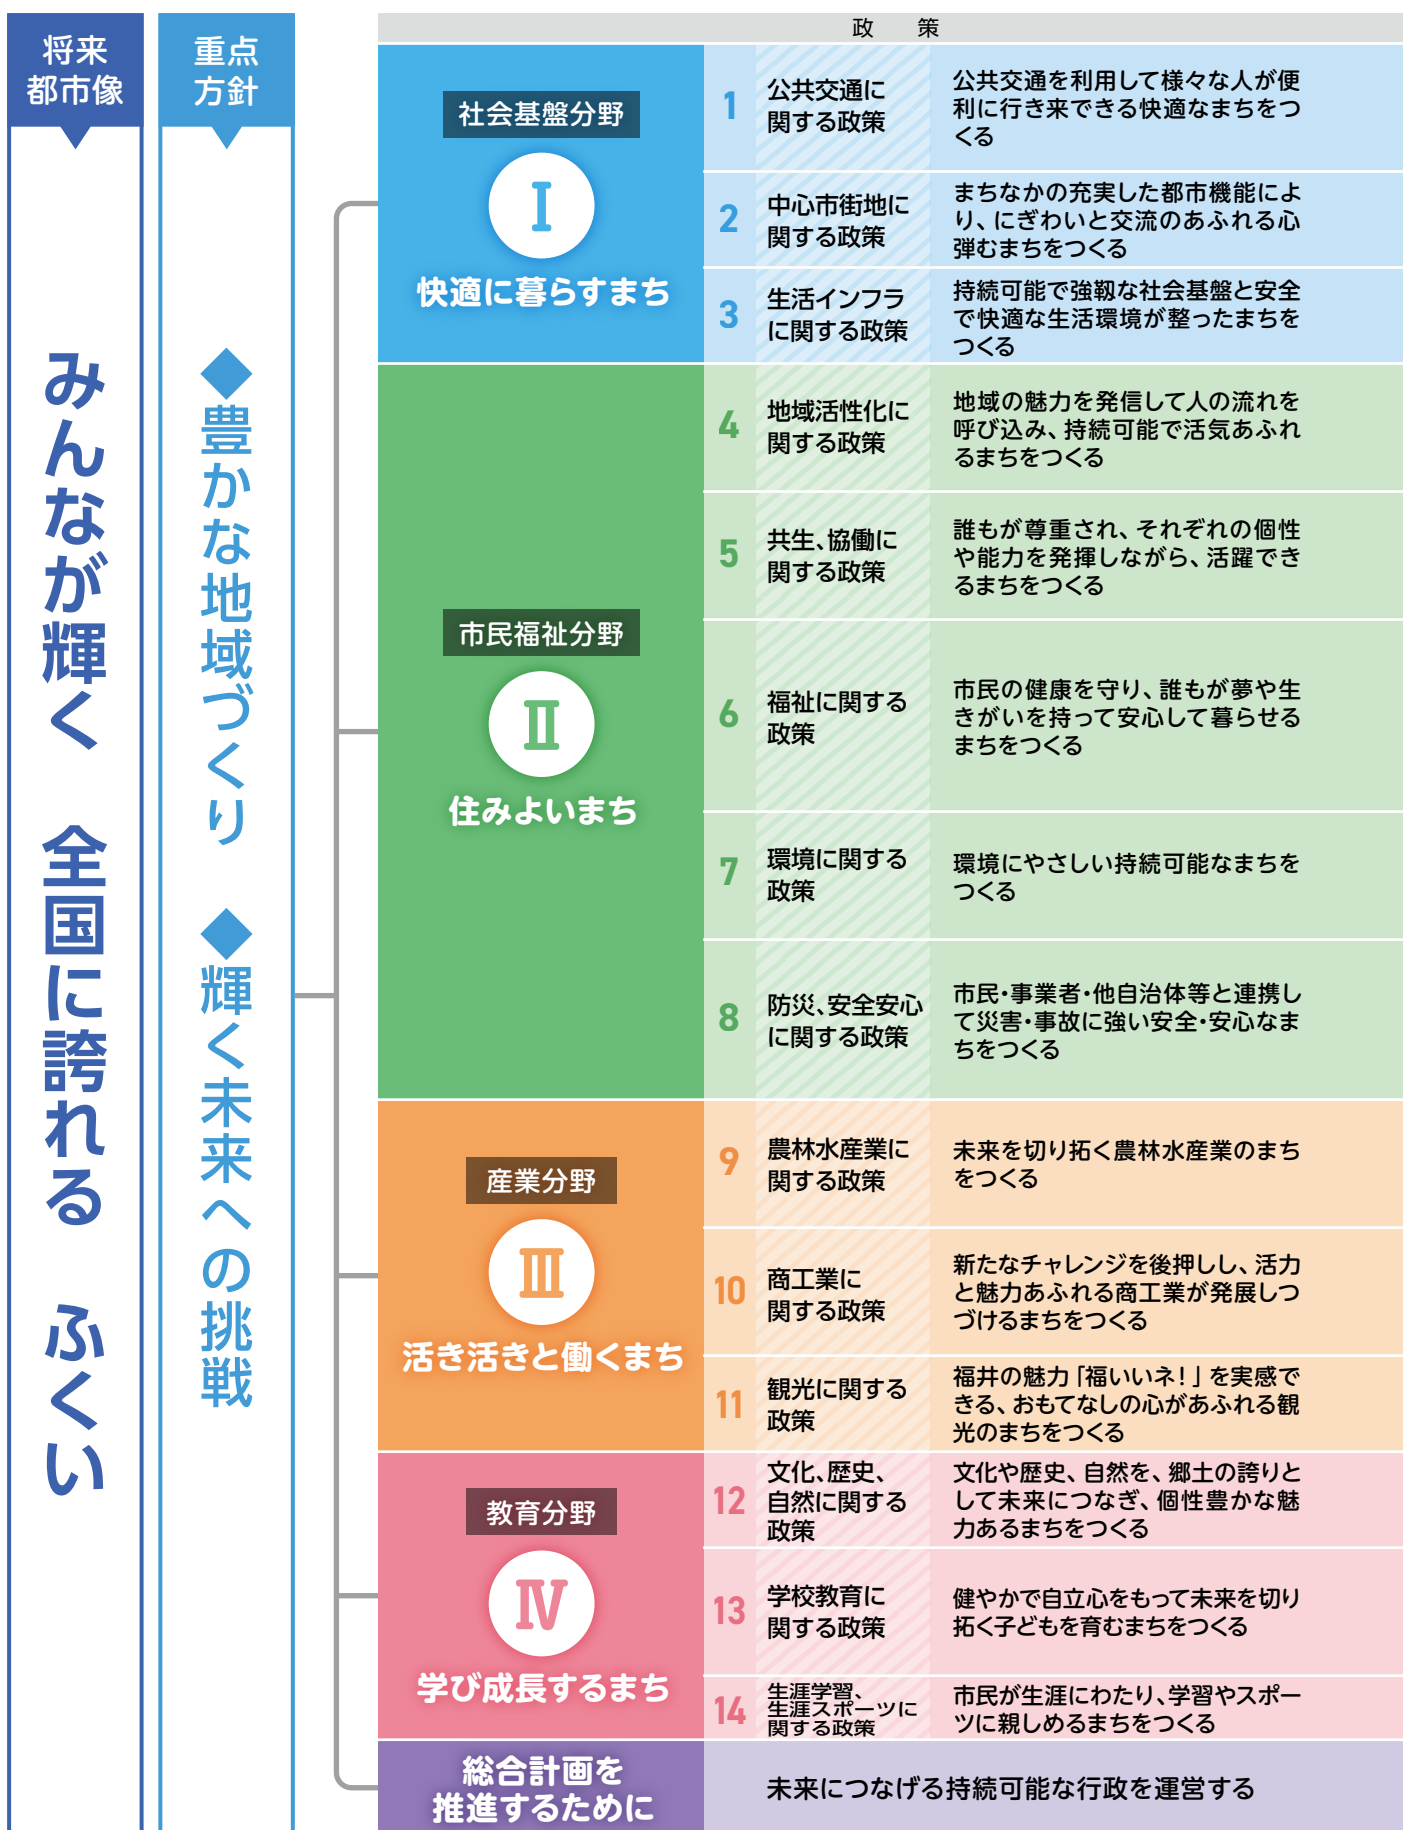 将来
都市像
みんなが輝く 全国に誇れる ふくい
重点
方針
◆豊かな地域づくり ◆輝く未来への挑戦
政 策
社会基盤分野
Ⅰ
快適に暮らすまち
1
公共交通に
関する政策
公共交通を利用して様々な人が便
利に行き来できる快適なまちをつ
くる
2
中心市街地に
関する政策
まちなかの充実した都市機能によ
り、にぎわいと交流のあふれる心
弾むまちをつくる
3
生活インフラ
に関する政策
持続可能で強靱な社会基盤と安全
で快適な生活環境が整ったまちを
つくる
市民福祉分野
Ⅱ
住みよいまち
4
地域活性化に
関する政策
地域の魅力を発信して人の流れを
呼び込み、持続可能で活気あふれ
るまちをつくる
5
共生、協働に
関する政策
誰もが尊重され、それぞれの個性
や能力を発揮しながら、活躍でき
るまちをつくる
6
福祉に関する
政策
市民の健康を守り、誰もが夢や生
きがいを持って安心して暮らせる
まちをつくる
7
環境に関する
政策
環境にやさしい持続可能なまちを
つくる
8
防災、安全安心
に関する政策
市民・事業者・他自治体等と連携し
て災害・事故に強い安全・安心なま
ちをつくる
産業分野
Ⅲ
活き活きと働くまち
9
農林水産業に
関する政策
未来を切り拓く農林水産業のまち
をつくる
10
商工業に
関する政策
新たなチャレンジを後押しし、活力
と魅力あふれる商工業が発展しつ
づけるまちをつくる
11
観光に関する
政策
福井の魅力「福いいネ！」を実感で
きる、おもてなしの心があふれる観
光のまちをつくる
教育分野
Ⅳ
学び成長するまち
12
文化、歴史、
自然に関する
政策
文化や歴史、自然を、郷土の誇りと
して未来につなぎ、個性豊かな魅
力あるまちをつくる
13
学校教育に
関する政策
健やかで自立心をもって未来を切り
拓く子どもを育むまちをつくる
14
生涯学習、
生涯スポーツに
関する政策
市民が生涯にわたり、学習やスポー
ツに親しめるまちをつくる
総合計画を
推進するために
未来につなげる持続可能な行政を運営する